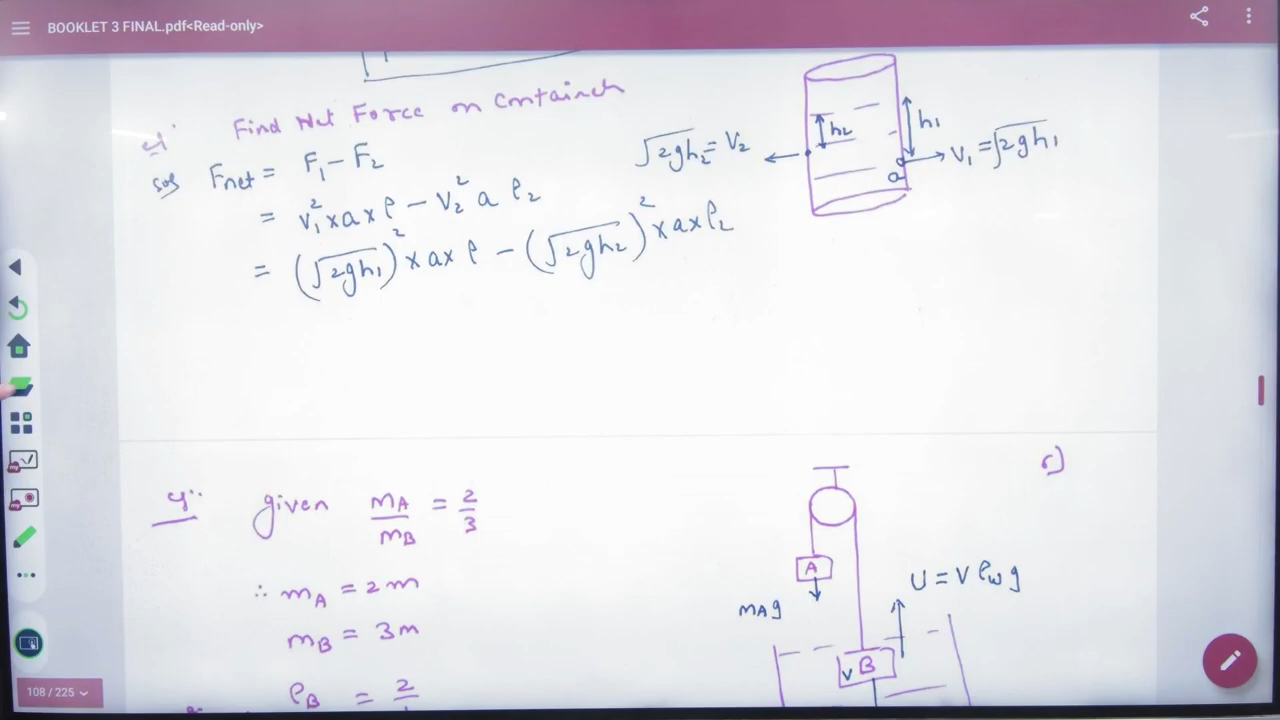 BOOKLET 3 FINAL.pdf<Read-only>
Find Net Force on Container
Sol Fnet = F₁ - F₂
= V₁² x a x ρ - V₂² a ρ₂
= (√2gh₁)² x a x ρ - (√2gh₂)² x a x ρ₂
√2gh₂ = V₂
h₂
h₁
V₁ = √2gh₁
a
given mA/mB = 2/3
∴ mA = 2m
mB = 3m
ρB = 2
A
mAg
U = V ρw g
V B
108 / 225